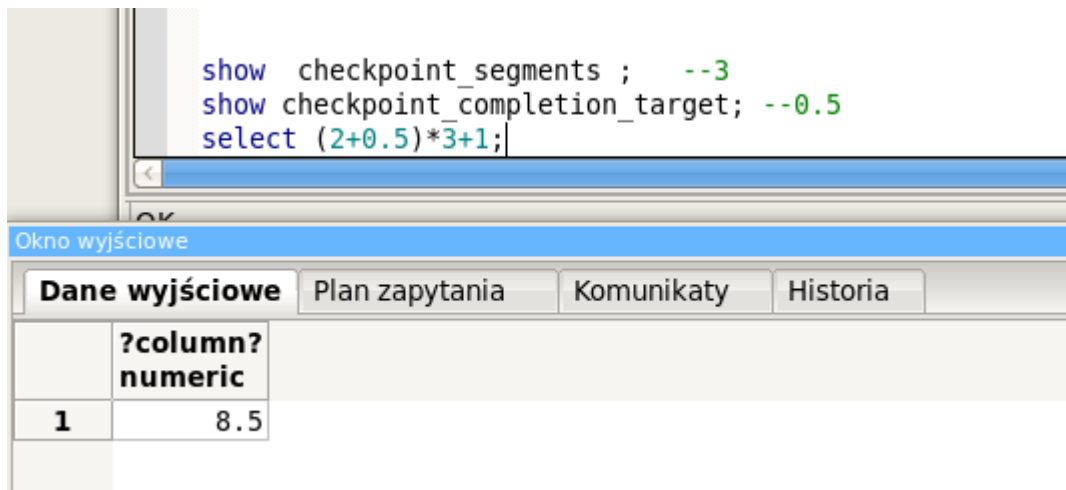 show  checkpoint_segments ;   --3
show checkpoint_completion_target; --0.5
select (2+0.5)*3+1;
OK
Okno wyjściowe
Dane wyjściowe Plan zapytania Komunikaty Historia
?column?
numeric
1 8.5